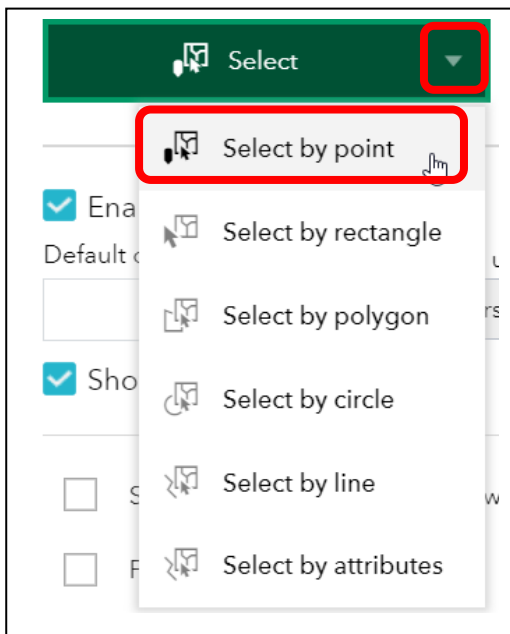 Select
Select by point
Ena
Select by rectangle
Default
Select by polygon
Sho
Select by circle
Select by line
Select by attributes